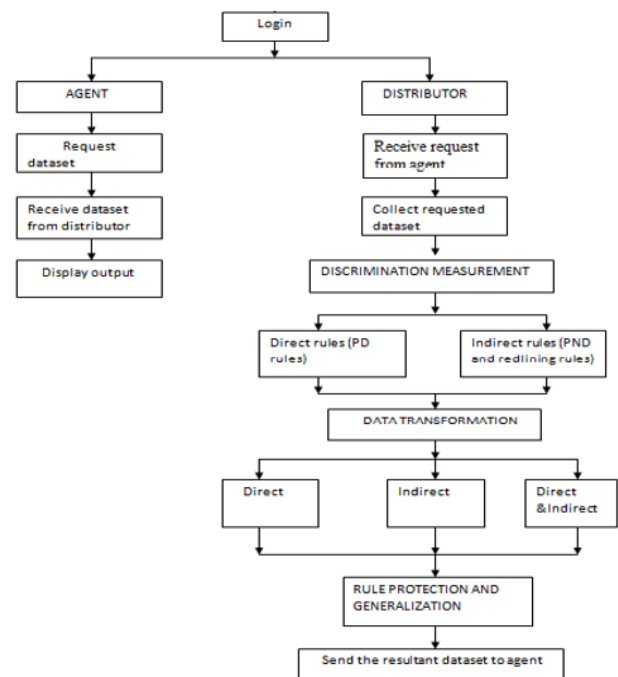 Login
AGENT
DISTRIBUTOR
Request
dataset
Receive request
from agent
Receive dataset
from distributor
Collect requested
dataset
Display output
DISCRIMINATION MEASUREMENT
Direct rules (PD
rules)
Indirect rules (PND
and redlining rules)
DATA TRANSFORMATION
Direct
Indirect
Direct
&Indirect
RULE PROTECTION AND
GENERALIZATION
Send the resultant dataset to agent